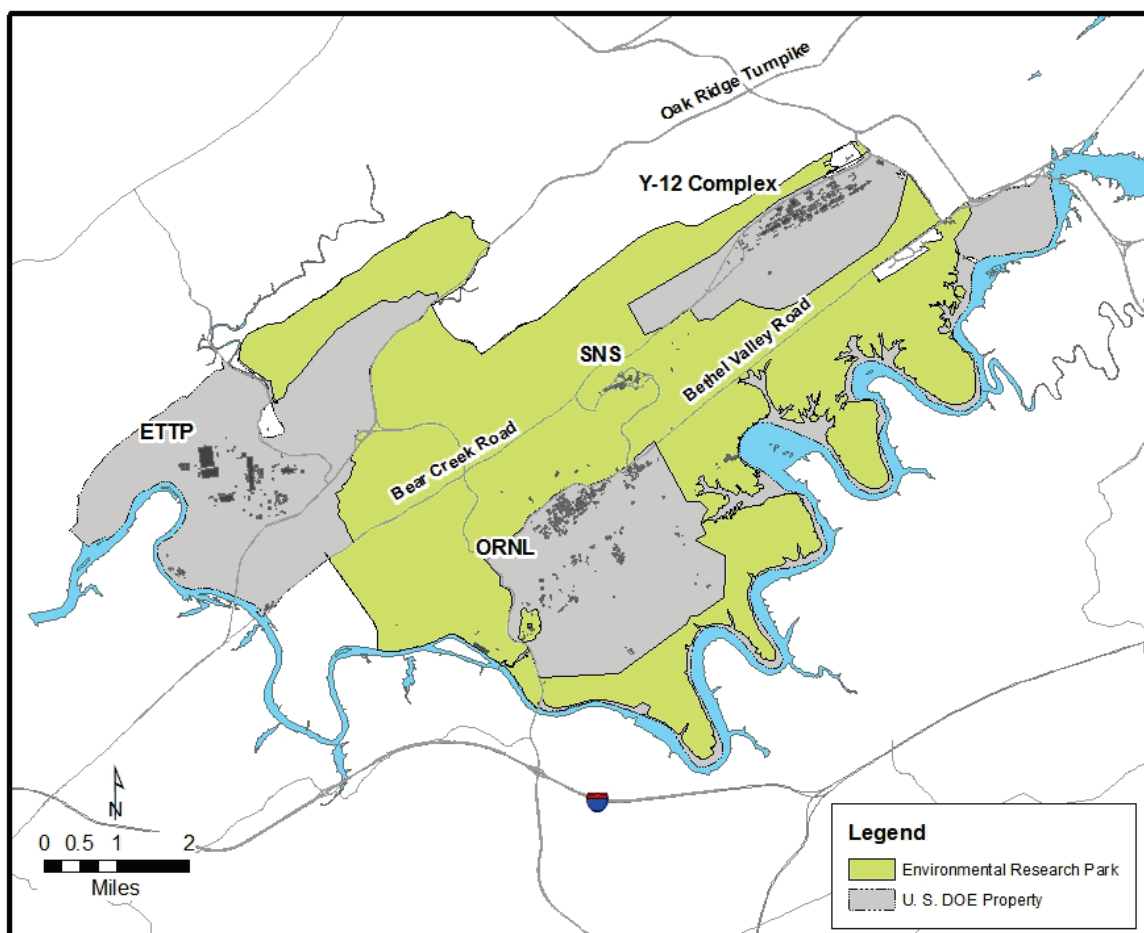 Oak Ridge Turnpike
Y-12 Complex
SNS
Bethel Valley Road
ETTP
Bear Creek Road
ORNL
N
0 0.5 1 2
Miles
Legend
Environmental Research Park
U. S. DOE Property